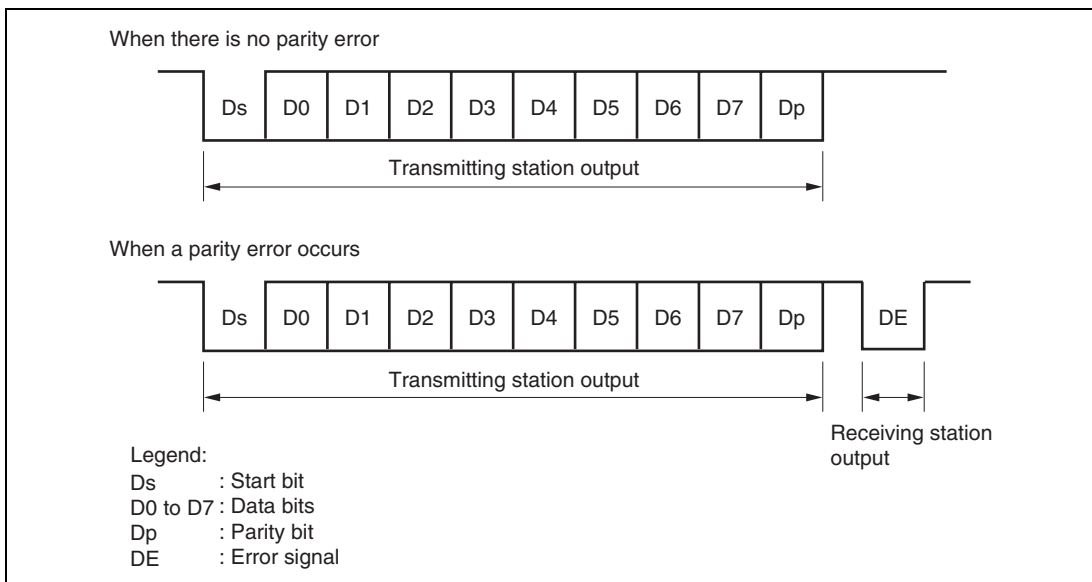 When there is no parity error
Ds D0 D1 D2 D3 D4 D5 D6 D7 Dp
Transmitting station output
When a parity error occurs
Ds D0 D1 D2 D3 D4 D5 D6 D7 Dp DE
Transmitting station output
Receiving station
output
Legend:
Ds : Start bit
D0 to D7 : Data bits
Dp : Parity bit
DE : Error signal